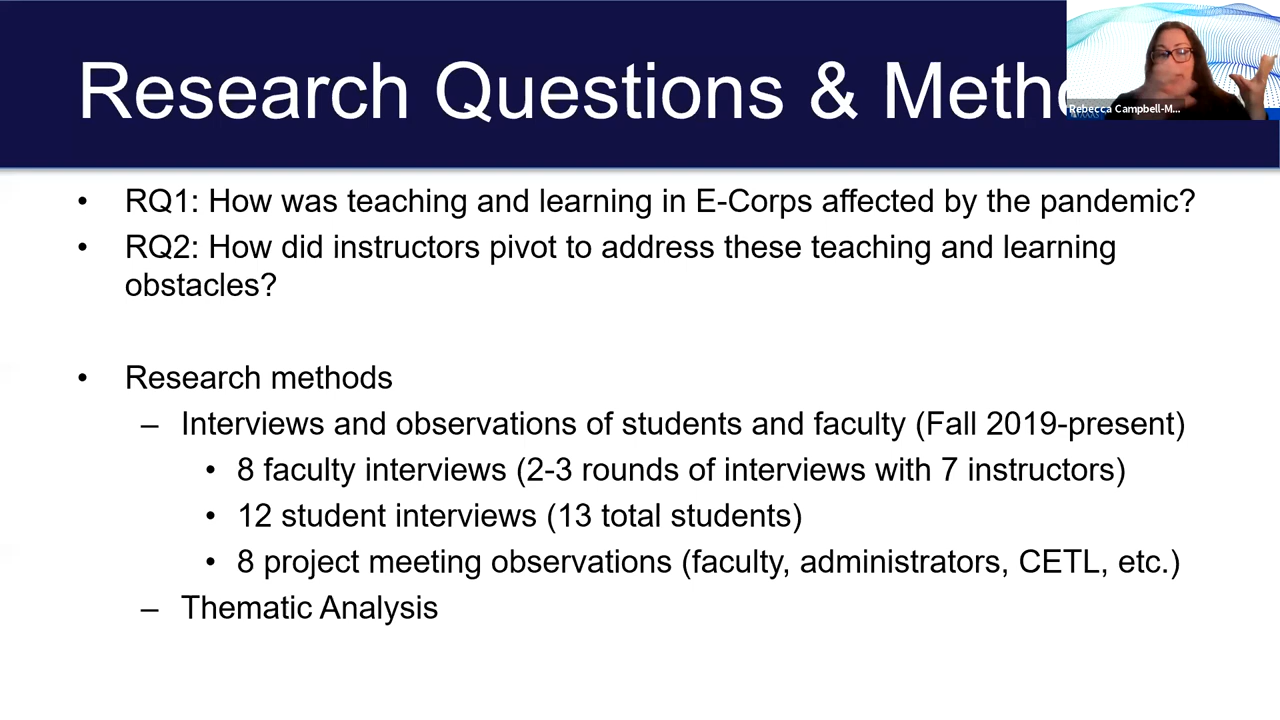 Research Questions & Meth
Rebecca Campbell-M...
• RQ1: How was teaching and learning in E-Corps affected by the pandemic?
• RQ2: How did instructors pivot to address these teaching and learning
obstacles?
• Research methods
– Interviews and observations of students and faculty (Fall 2019-present)
• 8 faculty interviews (2-3 rounds of interviews with 7 instructors)
• 12 student interviews (13 total students)
• 8 project meeting observations (faculty, administrators, CETL, etc.)
– Thematic Analysis